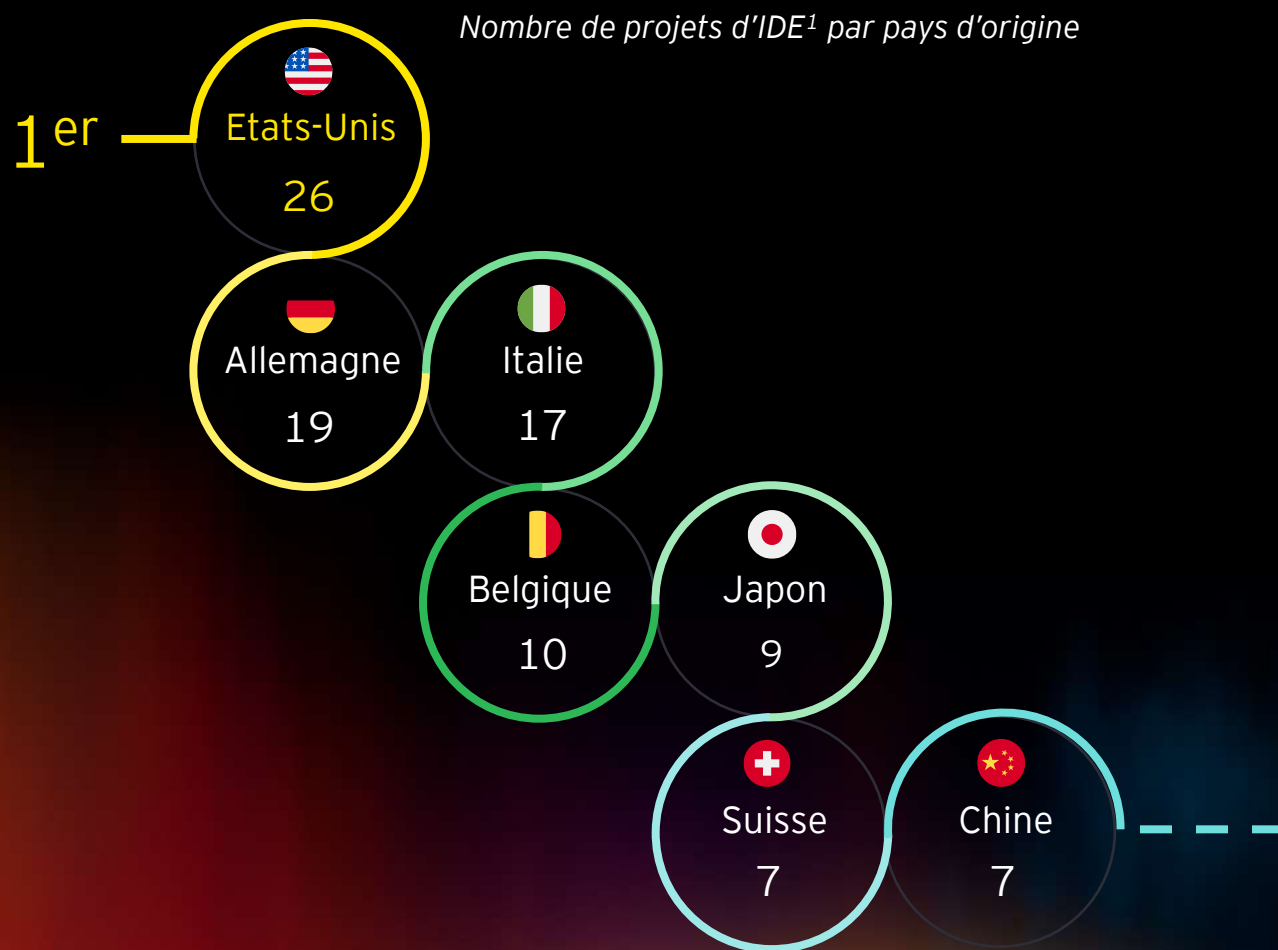 Nombre de projets d'IDE¹ par pays d'origine
1er
Etats-Unis
26
Allemagne
19
Italie
17
Belgique
10
Japon
9
Suisse
7
Chine
7